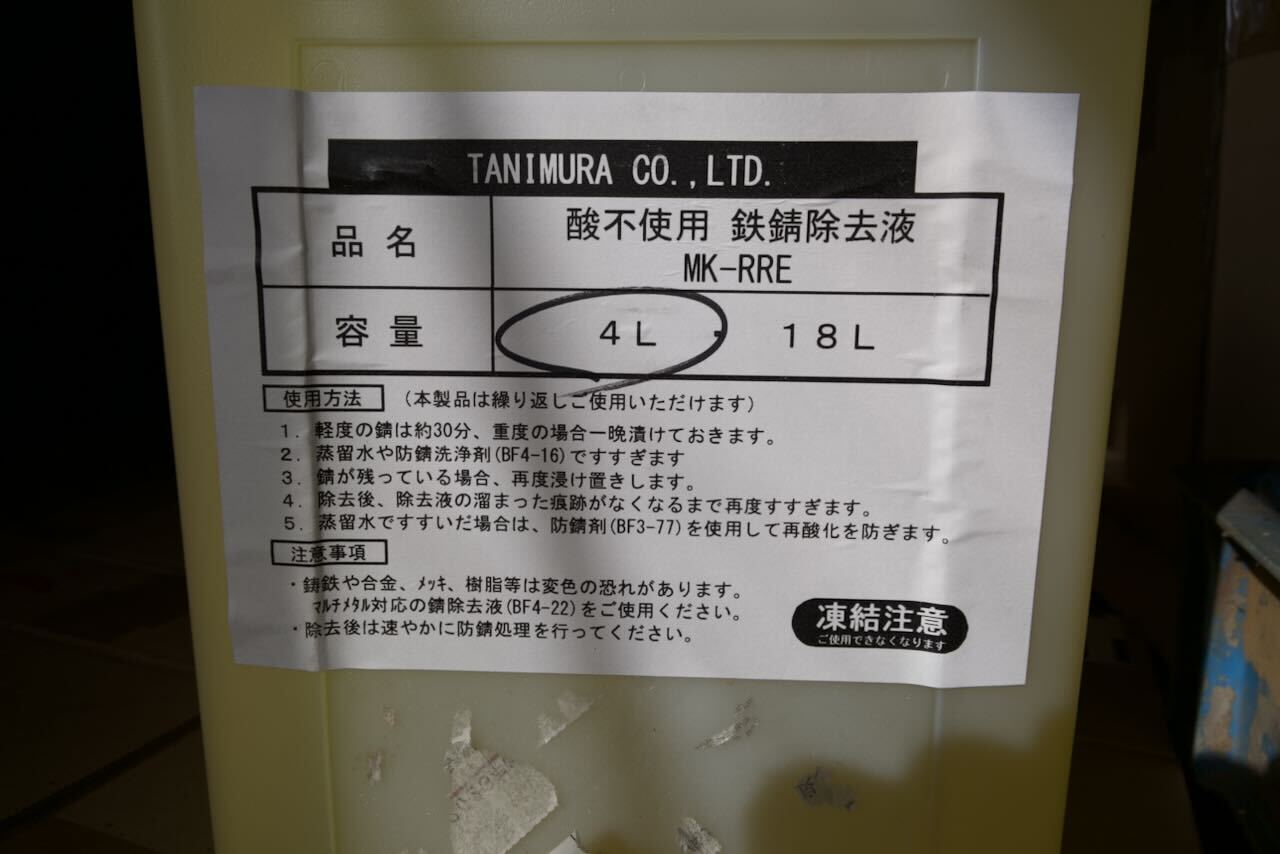 TANIMURA CO.,LTD.
品名
酸不使用 鉄錆除去液
MK-RRE
容量
4L
18L
使用方法 (本製品は繰り返しご使用いただけます)
1. 軽度の錆は約30分、重度の場合一晩漬けておきます。
2. 蒸留水や防錆洗浄剤(BF4-16)ですすぎます
3. 錆が残っている場合、再度浸け置きします。
4. 除去後、除去液の溜まった痕跡がなくなるまで再度すすぎます。
5. 蒸留水ですすいだ場合は、防錆剤(BF3-77)を使用して再酸化を防ぎます。
注意事項
・鋳鉄や合金、ﾒｯｷ、樹脂等は変色の恐れがあります。
ﾏﾙﾁﾒﾀﾙ対応の錆除去液(BF4-22)をご使用ください。
・除去後は速やかに防錆処理を行ってください。
凍結注意
ご使用できなくなります